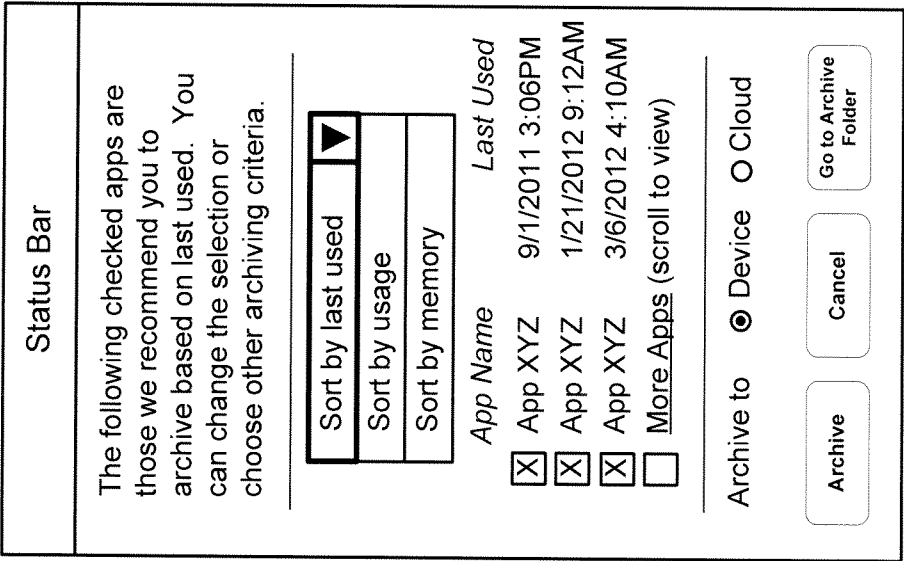 Status Bar
The following checked apps are
those we recommend you to
archive based on last used. You
can change the selection or
choose other archiving criteria.
Sort by last used ▼
Sort by usage
Sort by memory
App Name Last Used
X App XYZ 9/1/2011 3:06PM
X App XYZ 1/21/2012 9:12AM
X App XYZ 3/6/2012 4:10AM
More Apps (scroll to view)
Archive to Device Cloud
Archive
Cancel
Go to Archive
Folder